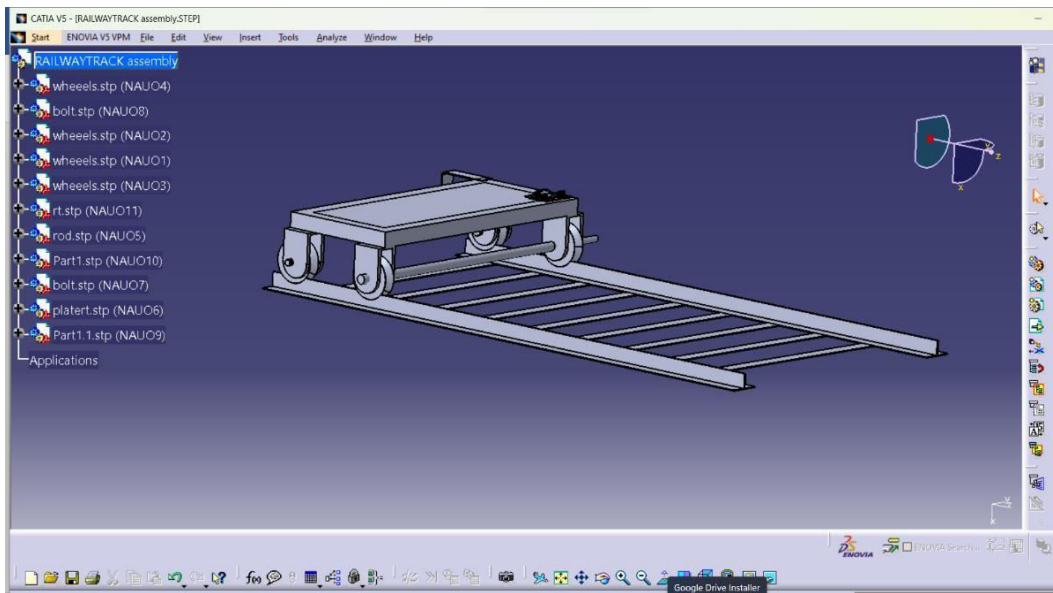 CATIA V5 - [RAILWAYTRACK assembly.STEP]
Start ENOVIA V5 VPM File Edit View Insert Tools Analyze Window Help
RAILWAYTRACK assembly
wheeels.stp (NAUO4)
bolt.stp (NAUO8)
wheeels.stp (NAUO2)
wheeels.stp (NAUO1)
wheeels.stp (NAUO3)
rt.stp (NAUO11)
rod.stp (NAUO5)
Part1.stp (NAUO10)
bolt.stp (NAUO7)
platert.stp (NAUO6)
Part1.1.stp (NAUO9)
Applications
y
z
x
y
x
ENOVIA
ENOVIA Search...
f(x)
Google Drive Installer